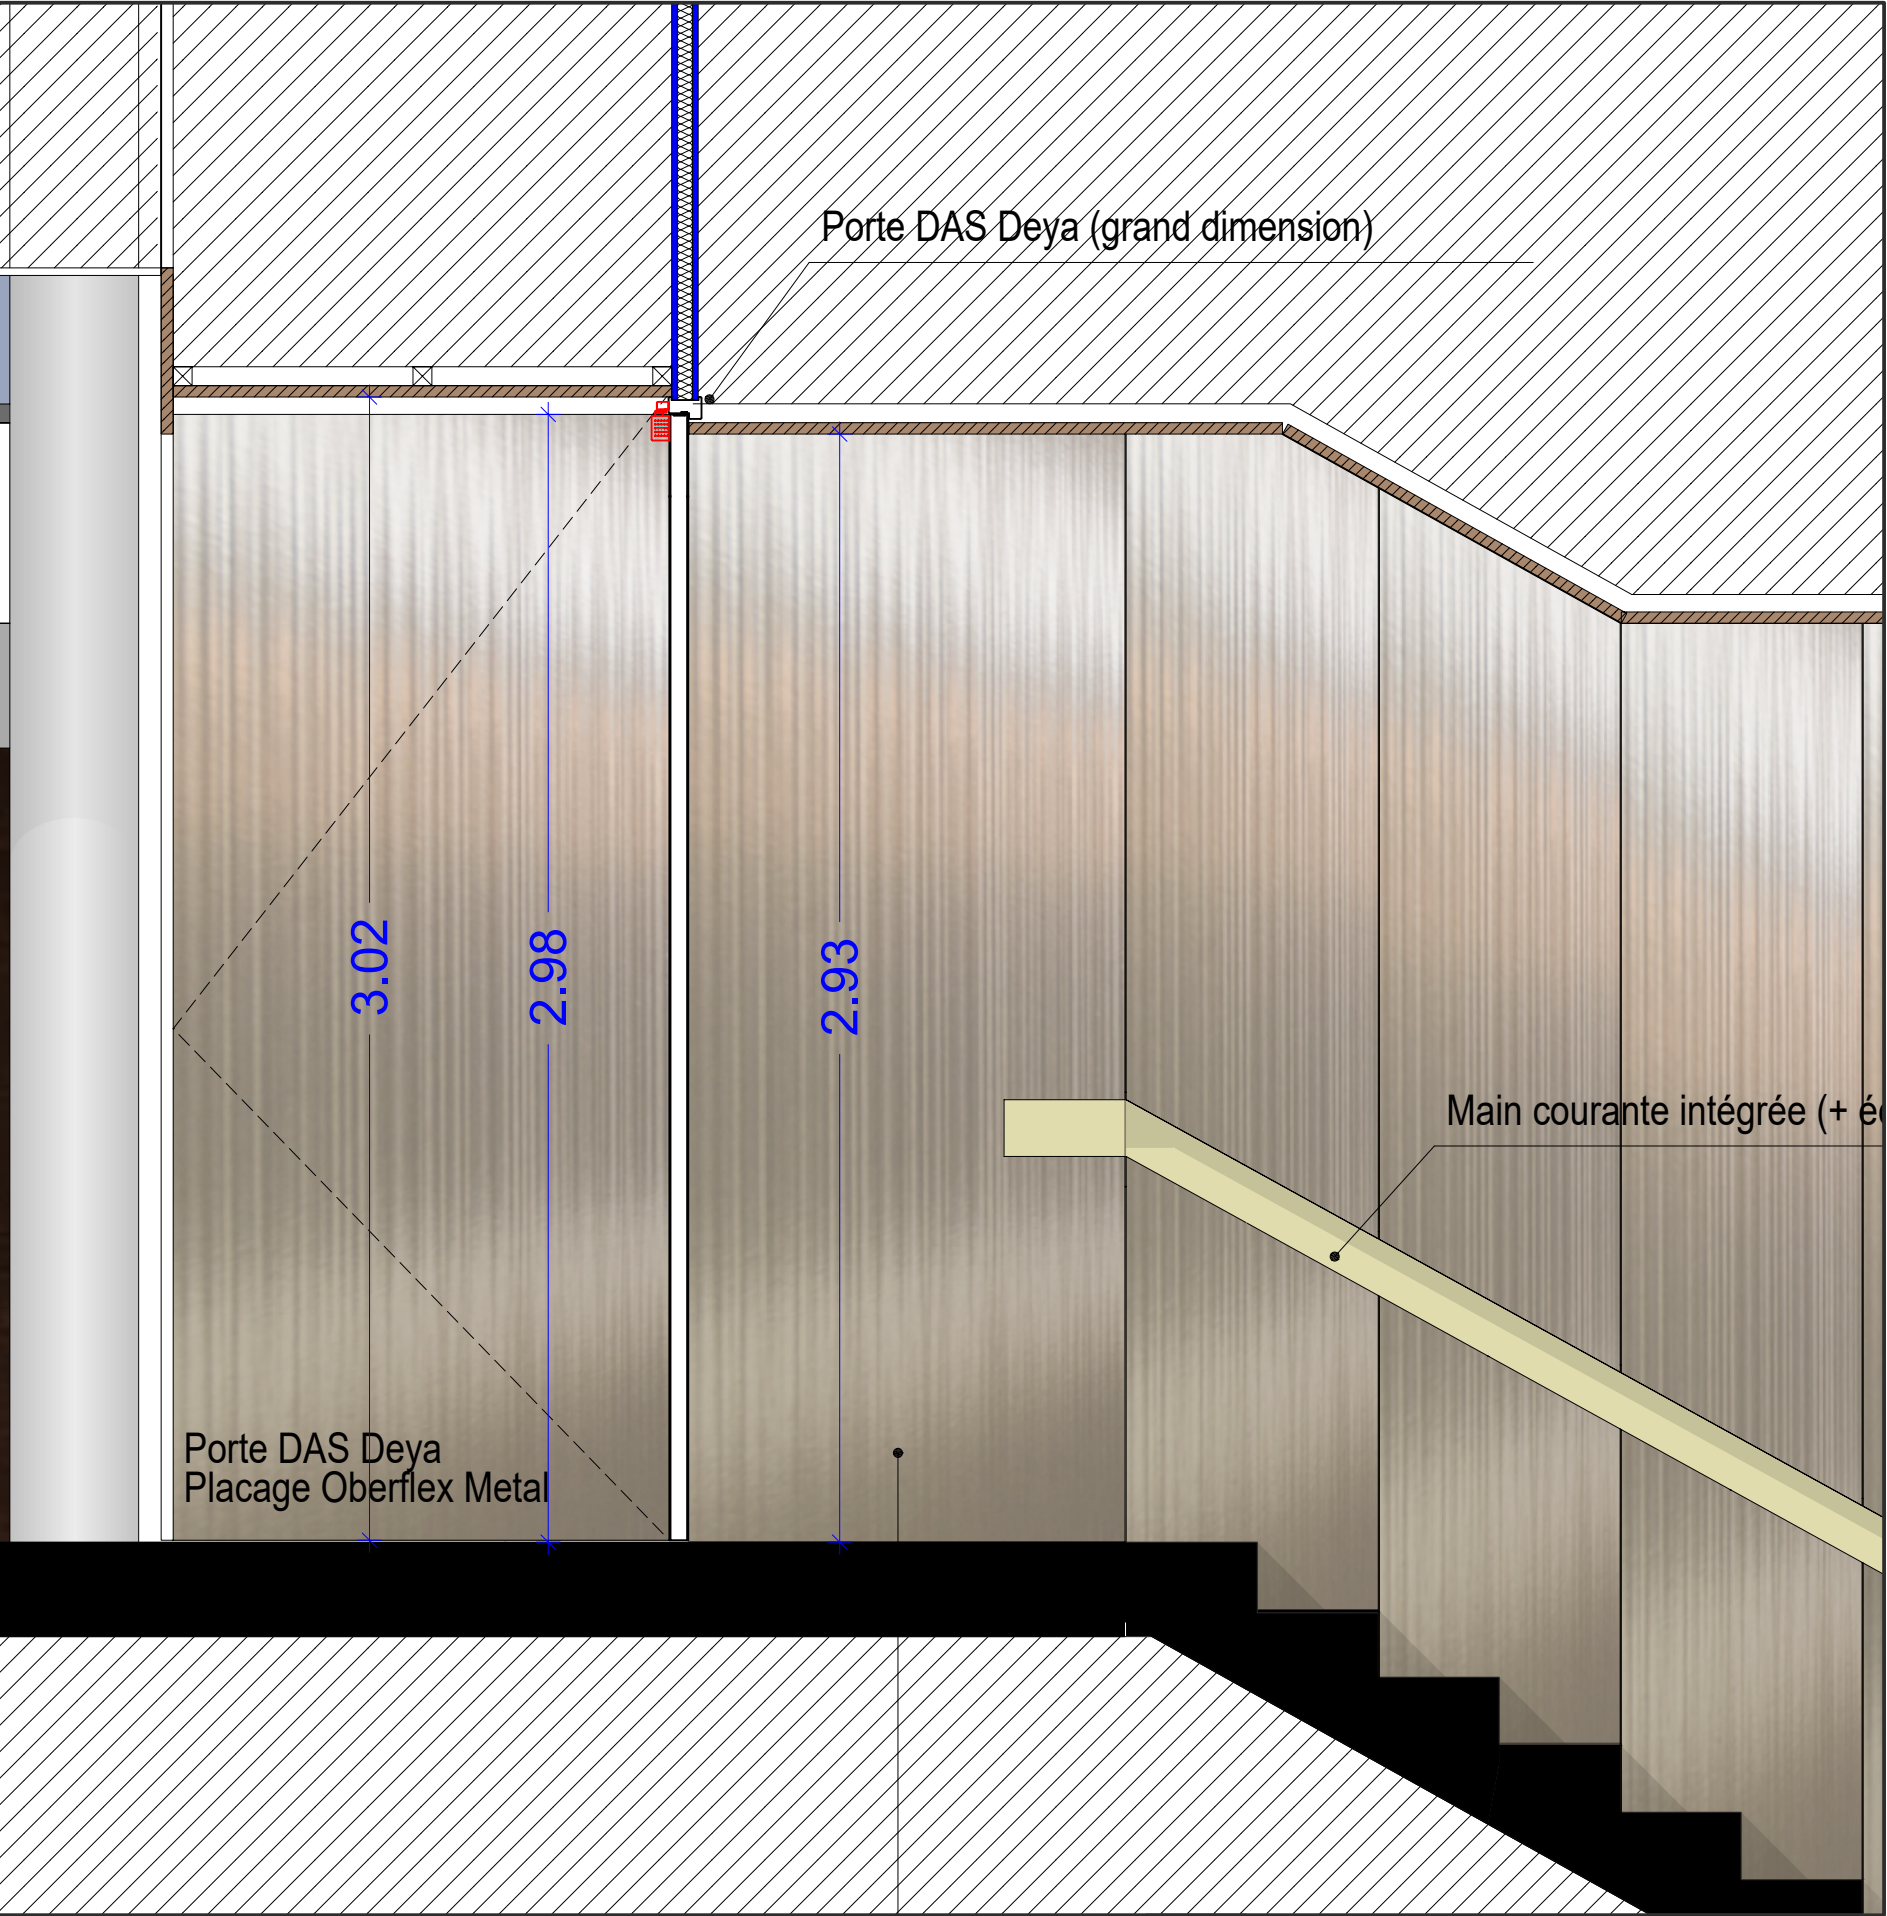 Porte DAS Deya (grand dimension)
3.02
2.98
2.93
Main courante intégrée (+
Porte DAS Deya
Placage Oberflex Metal